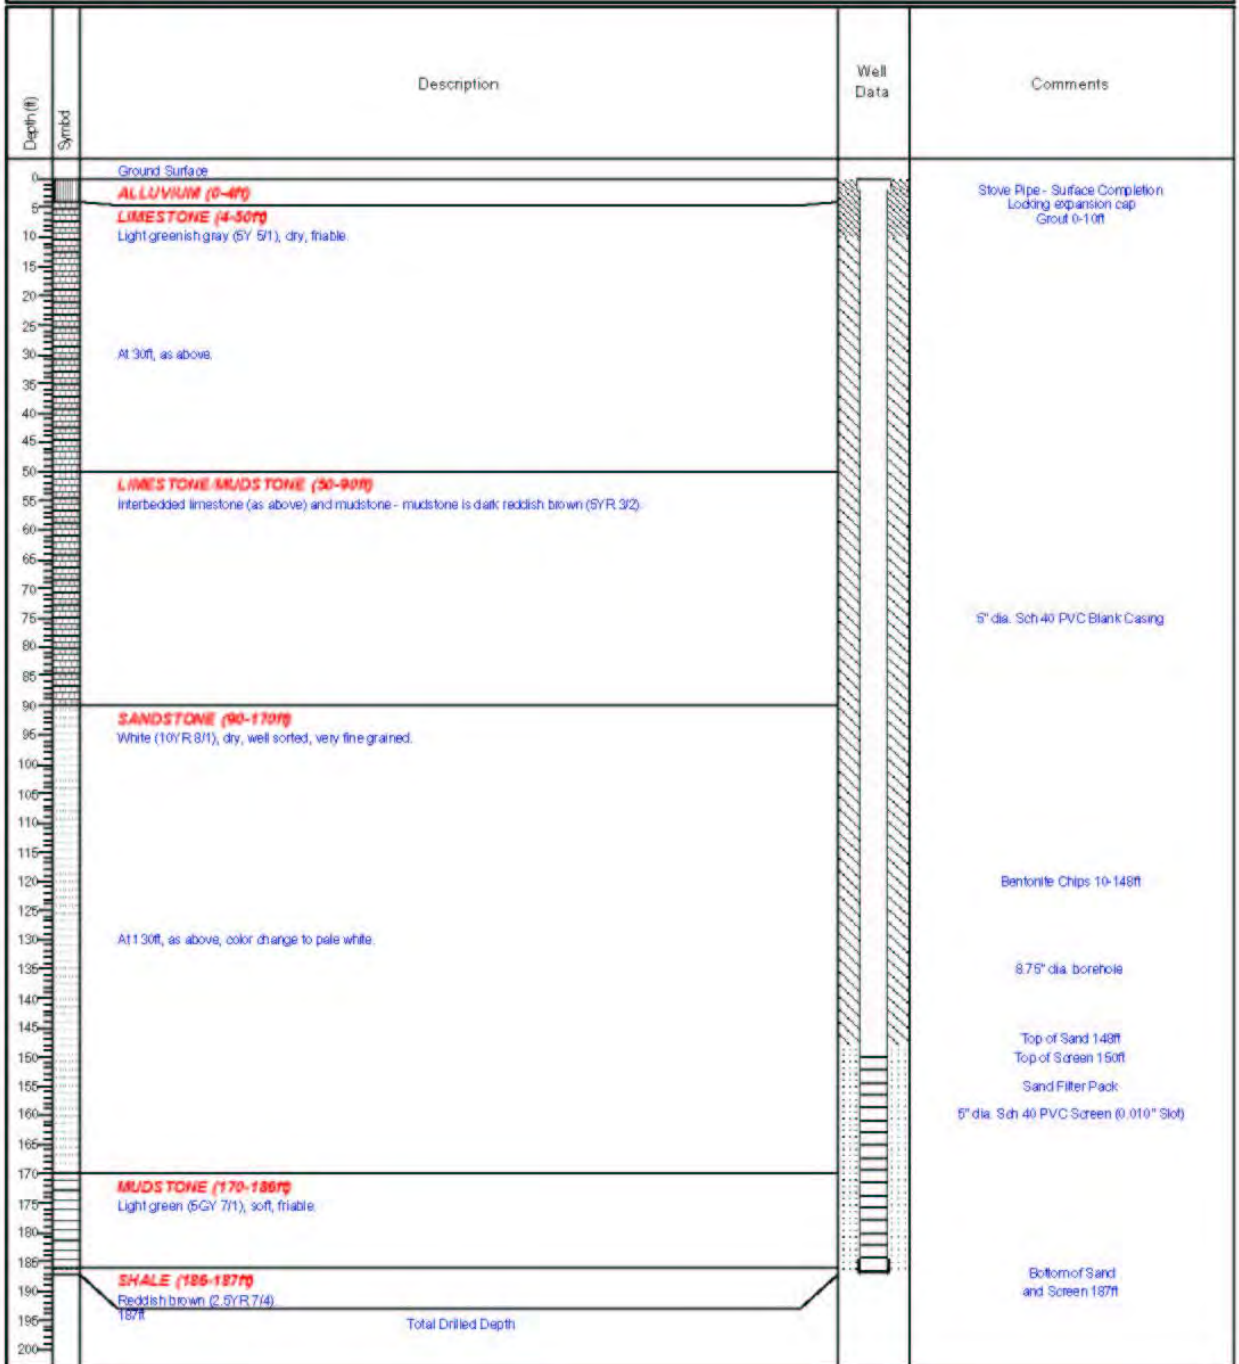 Depth (ft)
Symbol
Description
Well
Data
Comments
Ground Surface
ALLUVIUM (0-4ft)
LIMESTONE (4-50ft)
Light greenish gray (5Y 5/1), dry, friable.
At 30ft, as above.
LIMESTONE/MUDSTONE (50-90ft)
Interbedded limestone (as above) and mudstone - mudstone is dark reddish brown (5YR 3/2).
SANDSTONE (90-170ft)
White (10YR 8/1), dry, well sorted, very fine grained.
At 130ft, as above, color change to pale white.
MUDSTONE (170-186ft)
Light green (5GY 7/1), soft, friable.
SHALE (186-187ft)
Reddish brown (2.5YR 7/4)
187ft
Total Drilled Depth
0
5
10
15
20
25
30
35
40
45
50
55
60
65
70
75
80
85
90
95
100
105
110
115
120
125
130
135
140
145
150
155
160
165
170
175
180
185
190
195
200
Stove Pipe - Surface Completion
Locking expansion cap
Grout 0-10ft
5" dia. Sch 40 PVC Blank Casing
Bentonite Chips 10-148ft
8.75" dia. borehole
Top of Sand 148ft
Top of Screen 150ft
Sand Filter Pack
5" dia. Sch 40 PVC Screen (0.010" Slot)
Bottom of Sand
and Screen 187ft